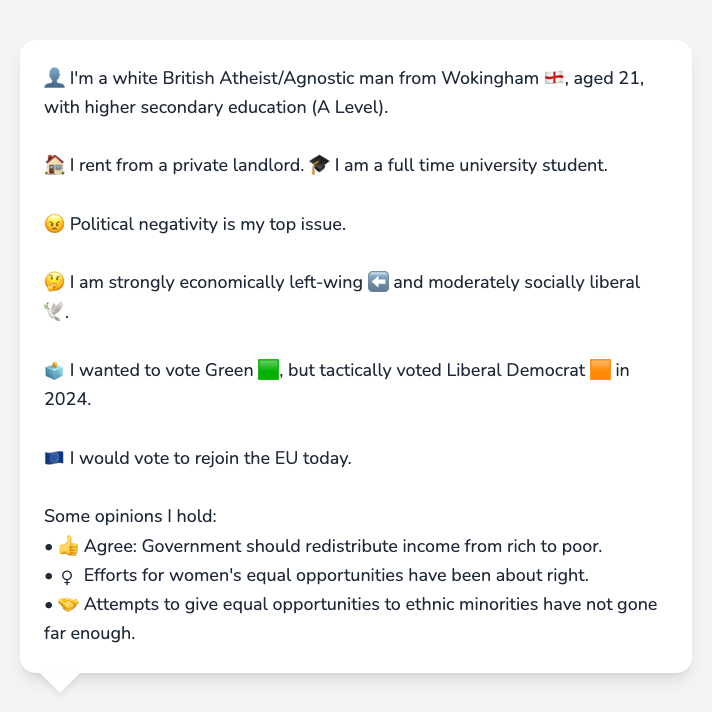 👤 I'm a white British Atheist/Agnostic man from Wokingham 🏴󠁧󠁢󠁥󠁮󠁧󠁿, aged 21,
with higher secondary education (A Level).
🏠 I rent from a private landlord. 🎓 I am a full time university student.
😠 Political negativity is my top issue.
🤔 I am strongly economically left-wing ⬅️ and moderately socially liberal
🕊️.
🗳️ I wanted to vote Green 🟩, but tactically voted Liberal Democrat 🟧 in
2024.
🇪🇺 I would vote to rejoin the EU today.
Some opinions I hold:
• 👍 Agree: Government should redistribute income from rich to poor.
• ♀ Efforts for women's equal opportunities have been about right.
• 🤝 Attempts to give equal opportunities to ethnic minorities have not gone
far enough.